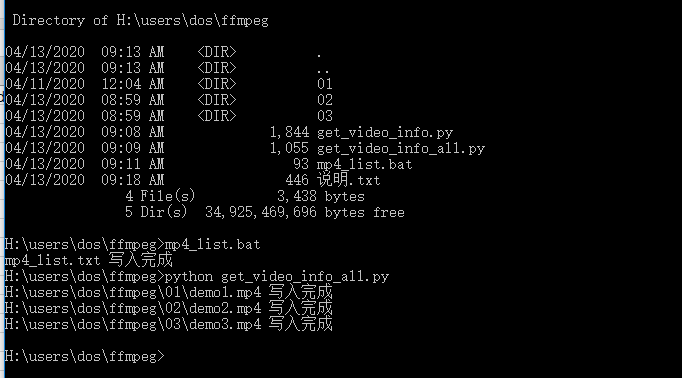 Directory of H:\users\dos\ffmpeg
04/13/2020  09:13 AM    <DIR>          .
04/13/2020  09:13 AM    <DIR>          ..
04/11/2020  12:04 AM    <DIR>          01
04/13/2020  08:59 AM    <DIR>          02
04/13/2020  08:59 AM    <DIR>          03
04/13/2020  09:08 AM             1,844 get_video_info.py
04/13/2020  09:09 AM             1,055 get_video_info_all.py
04/13/2020  09:11 AM                93 mp4_list.bat
04/13/2020  09:18 AM               446 说明.txt
4 File(s)          3,438 bytes
5 Dir(s)  34,925,469,696 bytes free
H:\users\dos\ffmpeg>mp4_list.bat
mp4_list.txt 写入完成
H:\users\dos\ffmpeg>python get_video_info_all.py
H:\users\dos\ffmpeg\01\demo1.mp4 写入完成
H:\users\dos\ffmpeg\02\demo2.mp4 写入完成
H:\users\dos\ffmpeg\03\demo3.mp4 写入完成
H:\users\dos\ffmpeg>